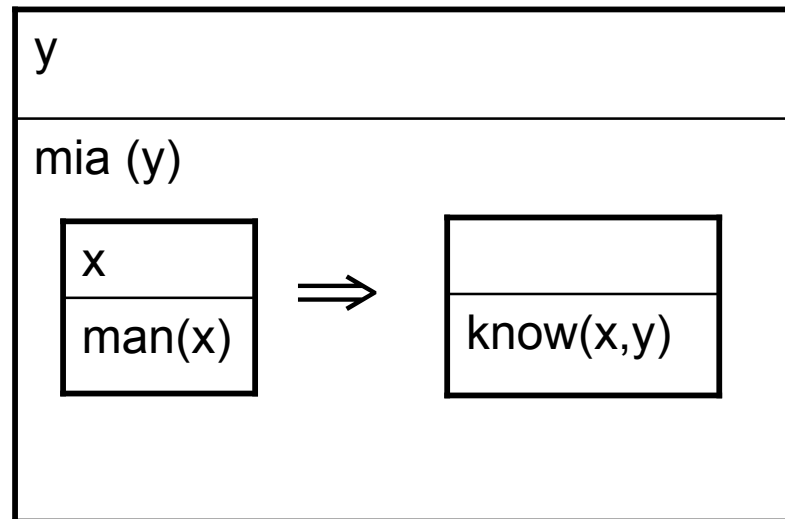 y
mia (y)
x
⇒
man(x)
know(x,y)